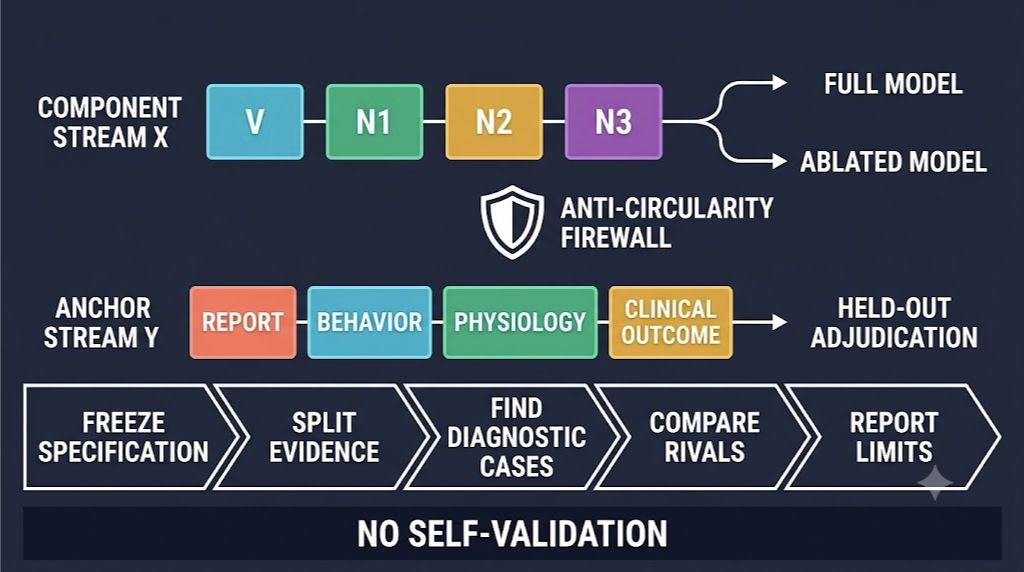 COMPONENT
STREAM X
V
N1
N2
N3
FULL MODEL
ABLATED MODEL
ANTI-CIRCULARITY
FIREWALL
ANCHOR
STREAM Y
REPORT
BEHAVIOR
PHYSIOLOGY
CLINICAL
OUTCOME
HELD-OUT
ADJUDICATION
FREEZE
SPECIFICATION
SPLIT
EVIDENCE
FIND
DIAGNOSTIC
CASES
COMPARE
RIVALS
REPORT
LIMITS
NO SELF-VALIDATION